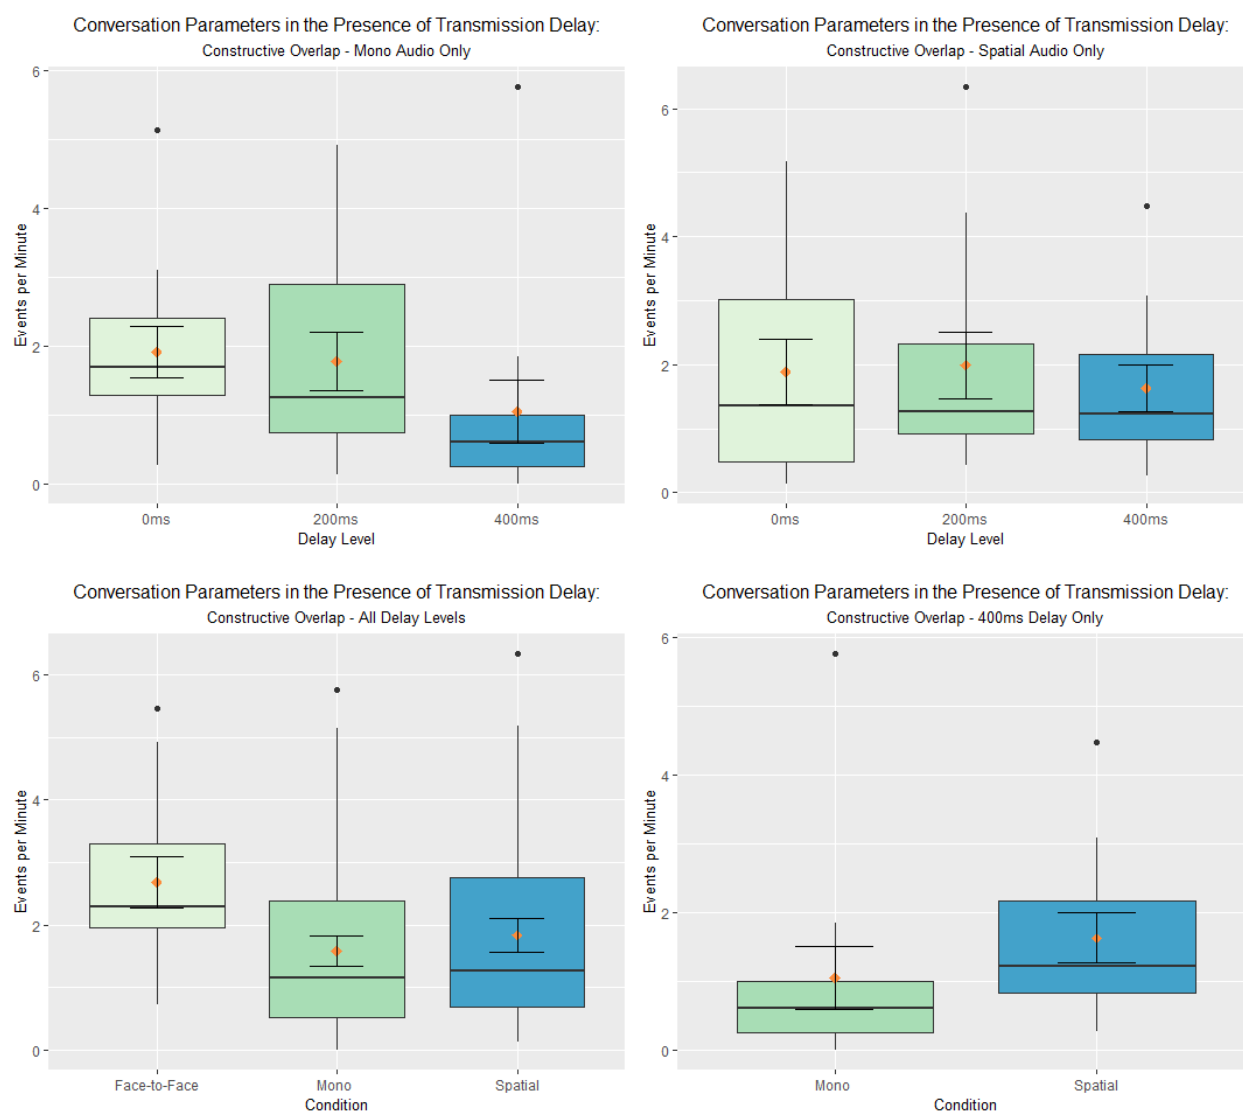 Conversation Parameters in the Presence of Transmission Delay:
Constructive Overlap - Mono Audio Only
Events per Minute
6
4
2
0
0ms
200ms
400ms
Delay Level
Conversation Parameters in the Presence of Transmission Delay:
Constructive Overlap - Spatial Audio Only
Events per Minute
6
4
2
0
0ms
200ms
400ms
Delay Level
Conversation Parameters in the Presence of Transmission Delay:
Constructive Overlap - All Delay Levels
Events per Minute
6
4
2
0
Face-to-Face
Mono
Spatial
Condition
Conversation Parameters in the Presence of Transmission Delay:
Constructive Overlap - 400ms Delay Only
Events per Minute
6
4
2
0
Mono
Spatial
Condition